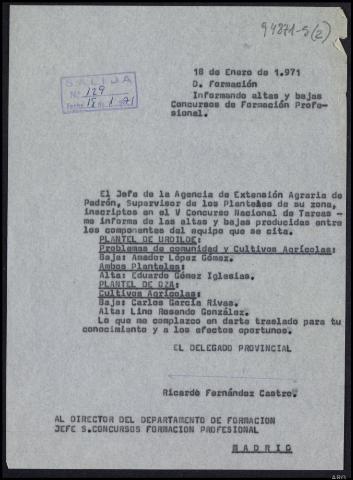 94871-5(2)
SALIDA
Nº 129
Fecha 18 de 1-71
18 de Enero de 1.971
D. Formación
Informando altas y bajas
Concursos de Formación Profe-
sional.
El Jefe de la Agencia de Extensión Agraria de
Padrón, Supervisor de los Planteles de su zona,
inscriptos en el V Concurso Nacional de Tareas -
me informa de las altas y bajas producidas entre
los componentes del equipo que se cita.
PLANTEL DE URDILDE:
Problemas de comunidad y Cultivos Agrícolas:
Baja: Amador López Gómez.
Ambos Planteles:
Alta: Eduardo Gómez Iglesias.
PLANTEL DE OZA:
Cultivos Agrícolas:
Baja: Carlos García Rivas.
Alta: Lino Rosendo González.
Lo que me complazco en darte traslado para tu
conocimiento y a los efectos oportunos.
EL DELEGADO PROVINCIAL
Ricardo Fernández Castro.
AL DIRECTOR DEL DEPARTAMENTO DE FORMACION
JEFE S.CONCURSOS FORMACION PROFESIONAL
MADRID